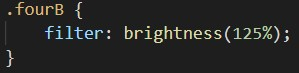 .fourB {
    filter: brightness(125%);
}